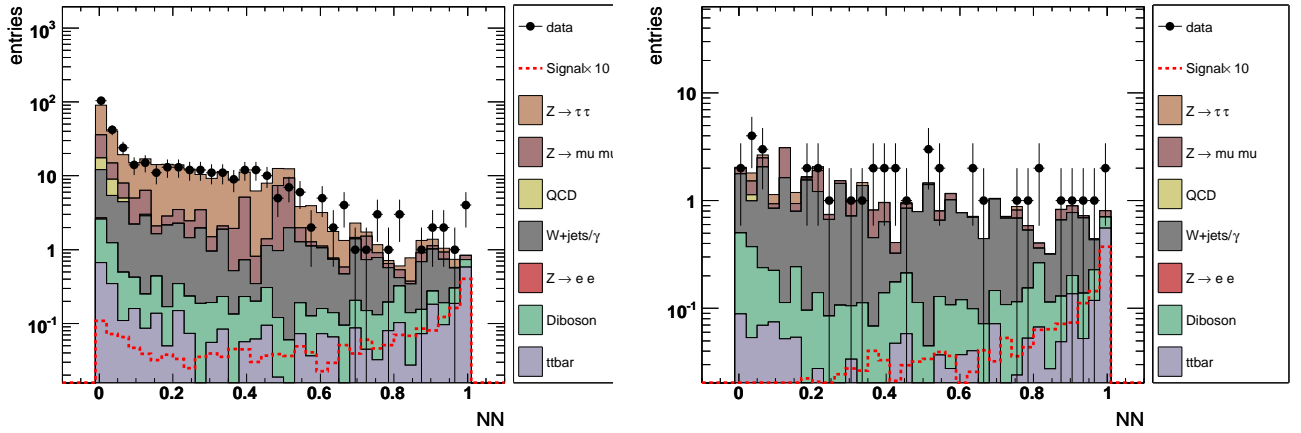 entries
10³
10²
10
1
10⁻¹
0 0.2 0.4 0.6 0.8 1
NN
data
Signal× 10
Z → τ τ
Z → mu mu
QCD
W+jets/γ
Z → e e
Diboson
ttbar
entries
10
1
10⁻¹
0 0.2 0.4 0.6 0.8 1
NN
data
Signal× 10
Z → τ τ
Z → mu mu
QCD
W+jets/γ
Z → e e
Diboson
ttbar